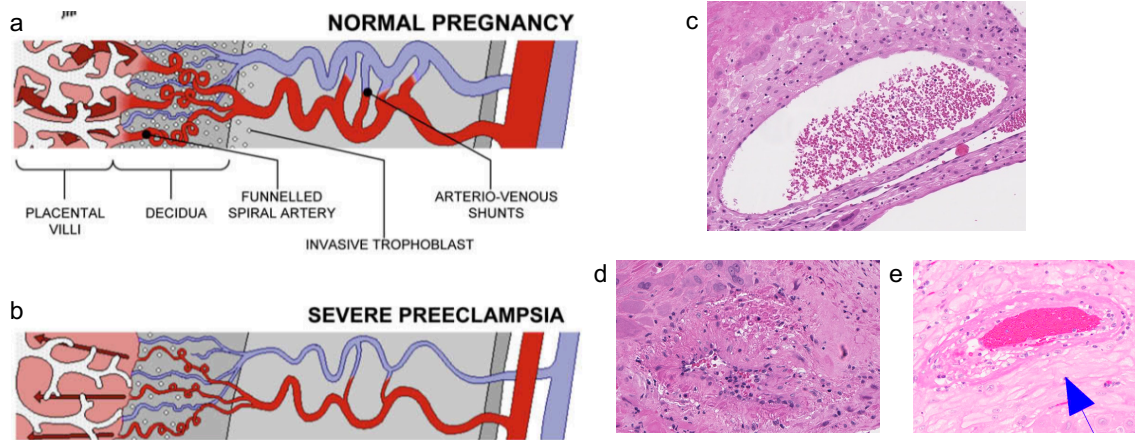 a
NORMAL PREGNANCY
PLACENTAL
VILLI
DECIDUA
FUNNELLED
SPIRAL ARTERY
INVASIVE TROPHOBLAST
ARTERIO-VENOUS
SHUNTS
b
SEVERE PREECLAMPSIA
c
d
e